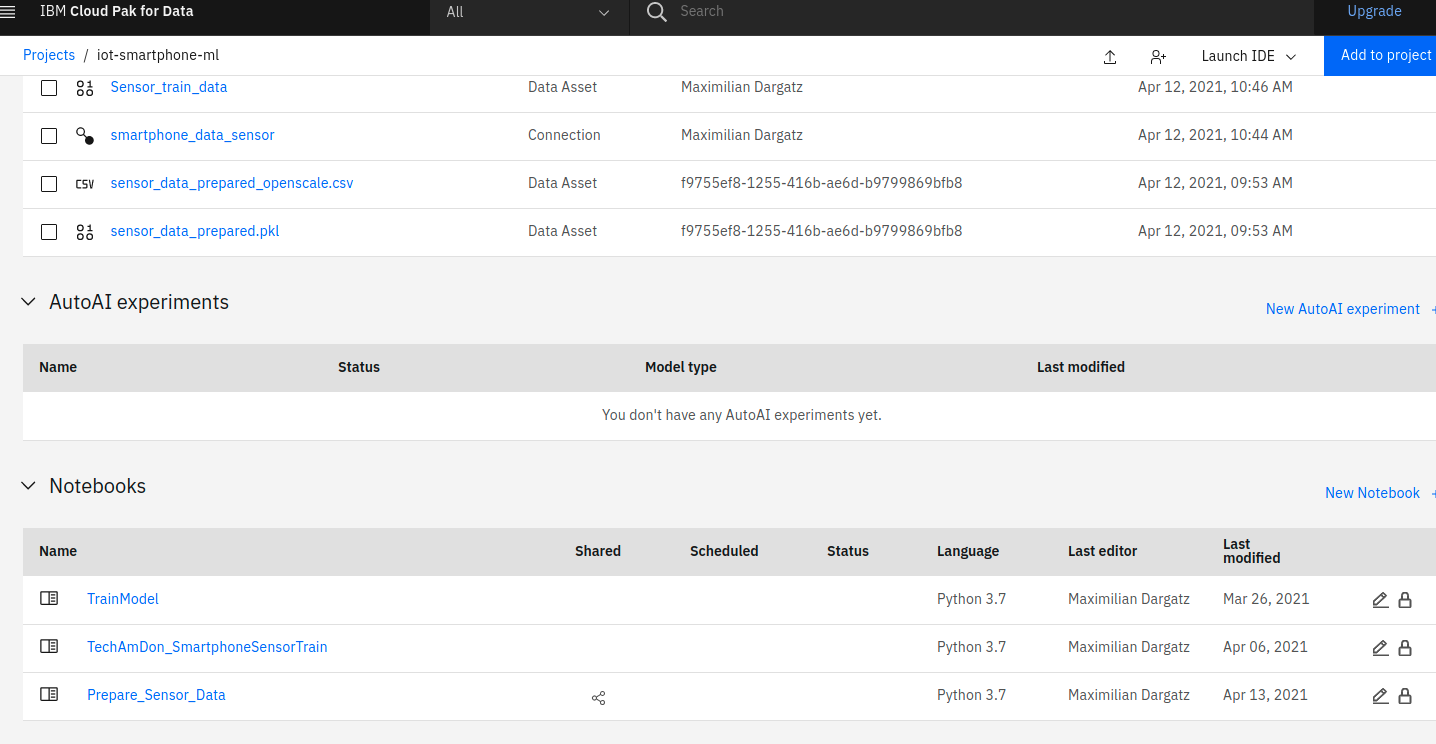 IBM Cloud Pak for Data All Search Upgrade
Projects / iot-smartphone-ml Launch IDE Add to project
Sensor_train_data Data Asset Maximilian Dargatz Apr 12, 2021, 10:46 AM
smartphone_data_sensor Connection Maximilian Dargatz Apr 12, 2021, 10:44 AM
CSV sensor_data_prepared_openscale.csv Data Asset f9755ef8-1255-416b-ae6d-b9799869bfb8 Apr 12, 2021, 09:53 AM
sensor_data_prepared.pkl Data Asset f9755ef8-1255-416b-ae6d-b9799869bfb8 Apr 12, 2021, 09:53 AM
AutoAI experiments
New AutoAI experiment +
Name Status Model type Last modified
You don't have any AutoAI experiments yet.
Notebooks
New Notebook +
Name Shared Scheduled Status Language Last editor Last
modified
TrainModel Python 3.7 Maximilian Dargatz Mar 26, 2021
TechAmDon_SmartphoneSensorTrain Python 3.7 Maximilian Dargatz Apr 06, 2021
Prepare_Sensor_Data Python 3.7 Maximilian Dargatz Apr 13, 2021